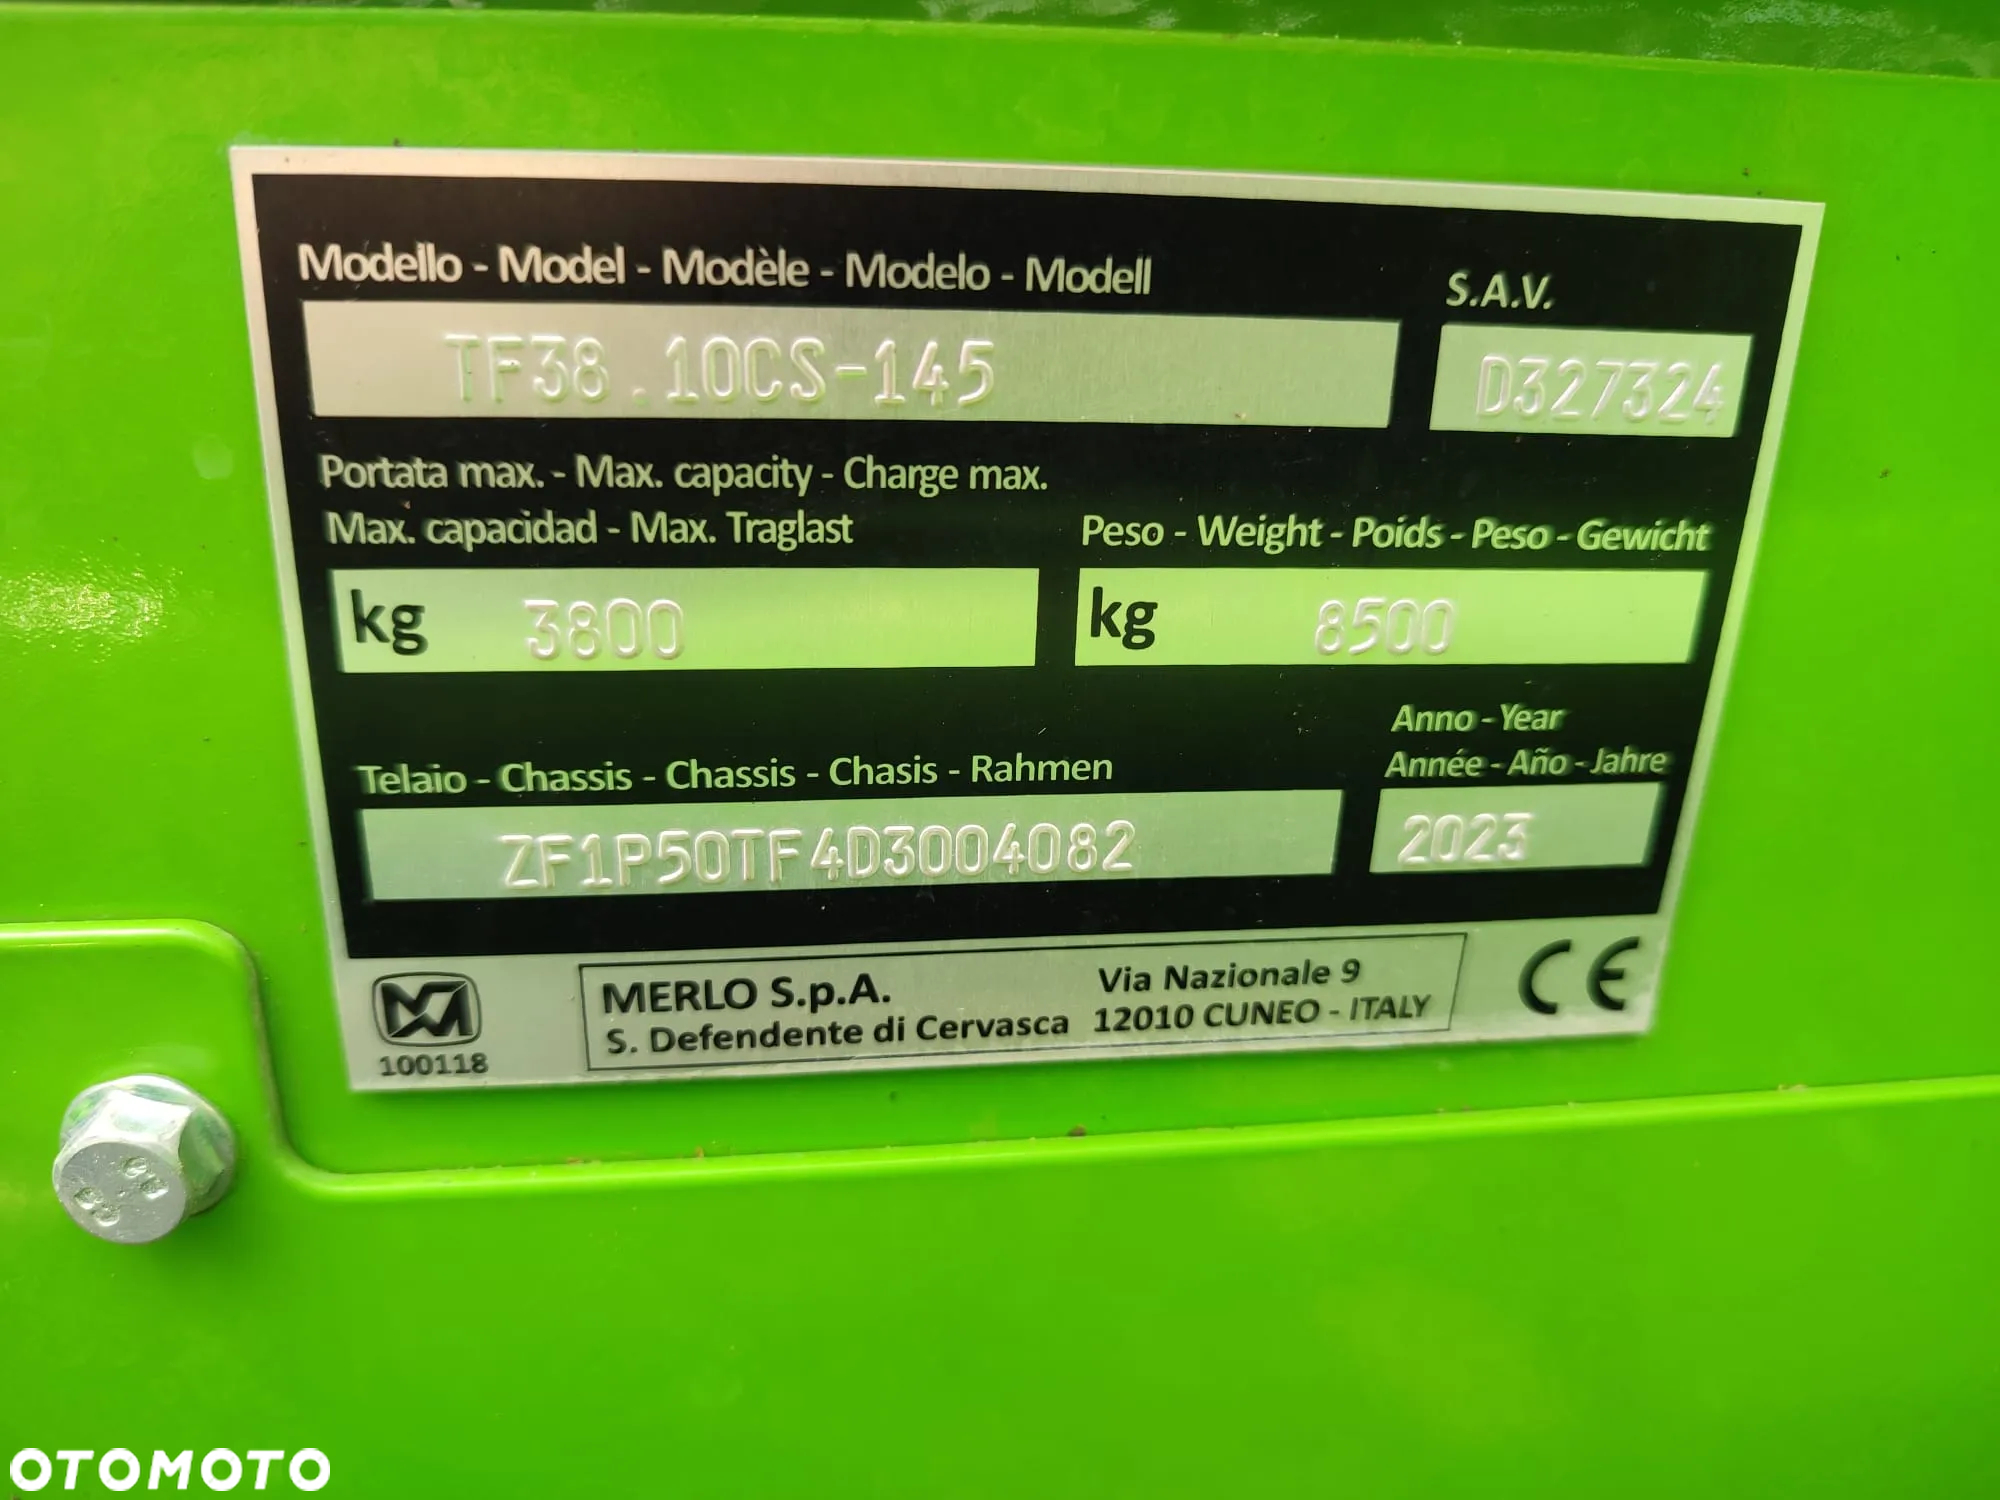 Modello - Model - Modèle - Modelo - Modell
S.A.V.
TF38.10CS-145
D327324
Portata max. - Max. capacity - Charge max.
Max. capacidad - Max. Traglast
Peso - Weight - Poids - Peso - Gewicht
kg 3800
kg 8500
Anno - Year
Année - Año - Jahre
Telaio - Chassis - Chassis - Chasis - Rahmen
ZF1P50TF4D3004082
2023
MERLO S.p.A.
S. Defendente di Cervasca
Via Nazionale 9
12010 CUNEO - ITALY
CE
100118
OTOMOTO